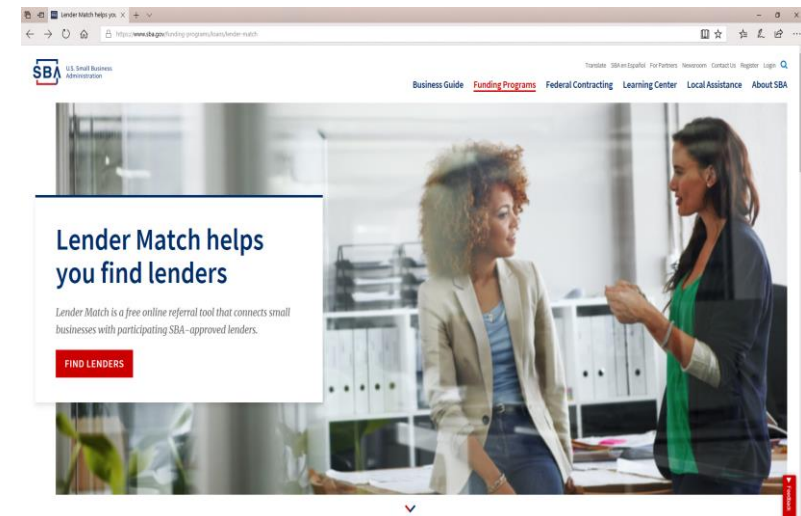 Lender Match helps you
https://www.sba.gov/funding-programs/loans/lender-match
SBA
U.S. Small Business
Administration
Translate SBA en Español For Partners Newsroom Contact Us Register Login
Business Guide Funding Programs Federal Contracting Learning Center Local Assistance About SBA
Lender Match helps
you find lenders
Lender Match is a free online referral tool that connects small
businesses with participating SBA-approved lenders.
FIND LENDERS
Feedback